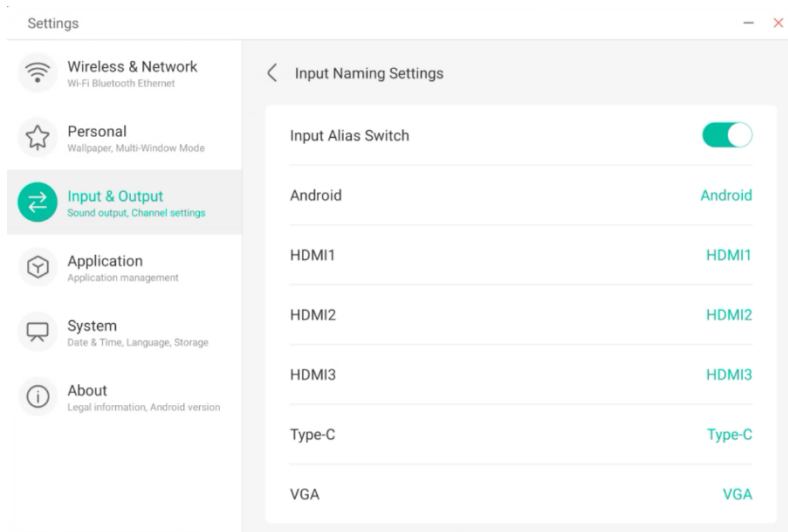 Settings
Wireless & Network
Wi-Fi Bluetooth Ethernet
Personal
Wallpaper, Multi-Window Mode
Input & Output
Sound output, Channel settings
Application
Application management
System
Date & Time, Language, Storage
About
Legal information, Android version
Input Naming Settings
Input Alias Switch
Android Android
HDMI1 HDMI1
HDMI2 HDMI2
HDMI3 HDMI3
Type-C Type-C
VGA VGA